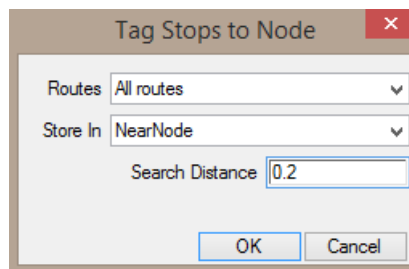 Tag Stops to Node
Routes All routes
Store In NearNode
Search Distance 0.2
OK Cancel